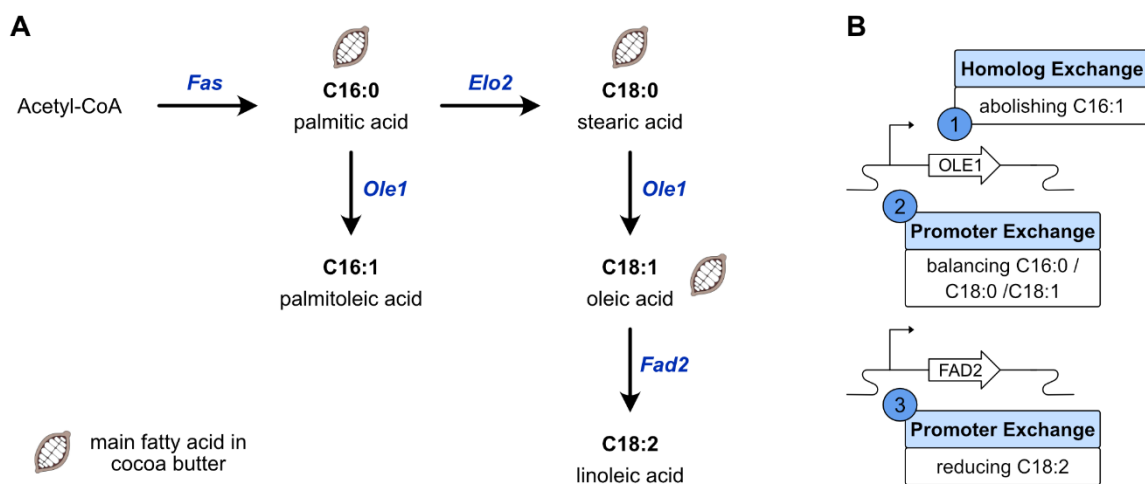 A
Acetyl-CoA
Fas
C16:0
palmitic acid
Elo2
C18:0
stearic acid
Ole1
Ole1
C16:1
palmitoleic acid
C18:1
oleic acid
Fad2
C18:2
linoleic acid
main fatty acid in
cocoa butter
B
Homolog Exchange
abolishing C16:1
1
OLE1
2
Promoter Exchange
balancing C16:0 /
C18:0 /C18:1
FAD2
3
Promoter Exchange
reducing C18:2